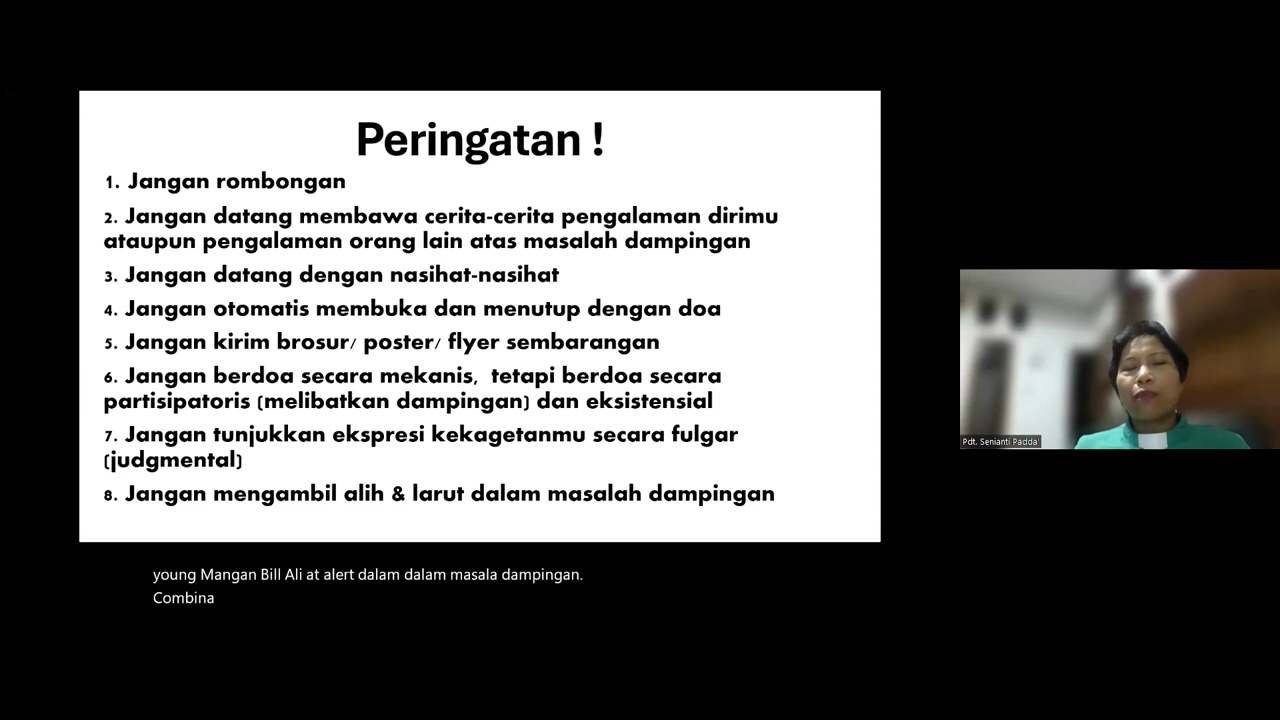 Peringatan !
1. Jangan rombongan
2. Jangan datang membawa cerita-cerita pengalaman dirimu
ataupun pengalaman orang lain atas masalah dampingan
3. Jangan datang dengan nasihat-nasihat
4. Jangan otomatis membuka dan menutup dengan doa
5. Jangan kirim brosur/ poster/ flyer sembarangan
6. Jangan berdoa secara mekanis, tetapi berdoa secara
partisipatoris (melibatkan dampingan) dan eksistensial
7. Jangan tunjukkan ekspresi kekagetanmu secara fulgar
(judgmental)
8. Jangan mengambil alih & larut dalam masalah dampingan
Pdt. Senianti Padda'
young Mangan Bill Ali at alert dalam dalam masala dampingan.
Combina